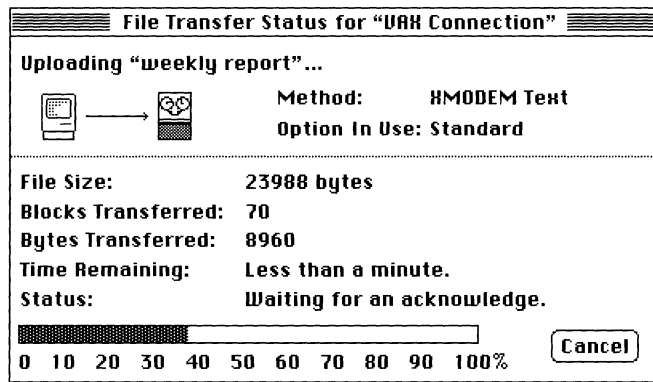 File Transfer Status for “VAX Connection”
Uploading “weekly report”...
Method: XMODEM Text
Option In Use: Standard
File Size: 23988 bytes
Blocks Transferred: 70
Bytes Transferred: 8960
Time Remaining: Less than a minute.
Status: Waiting for an acknowledge.
Cancel
0 10 20 30 40 50 60 70 80 90 100%